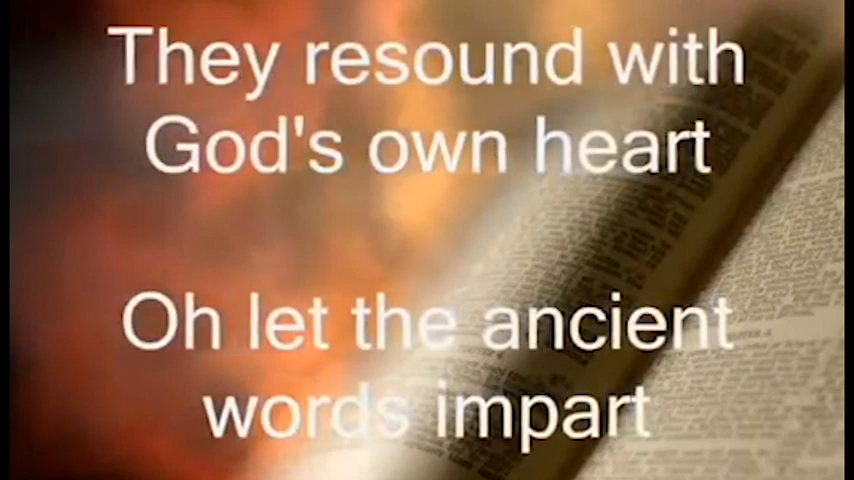 They resound with
God's own heart
Oh let the ancient
words impart